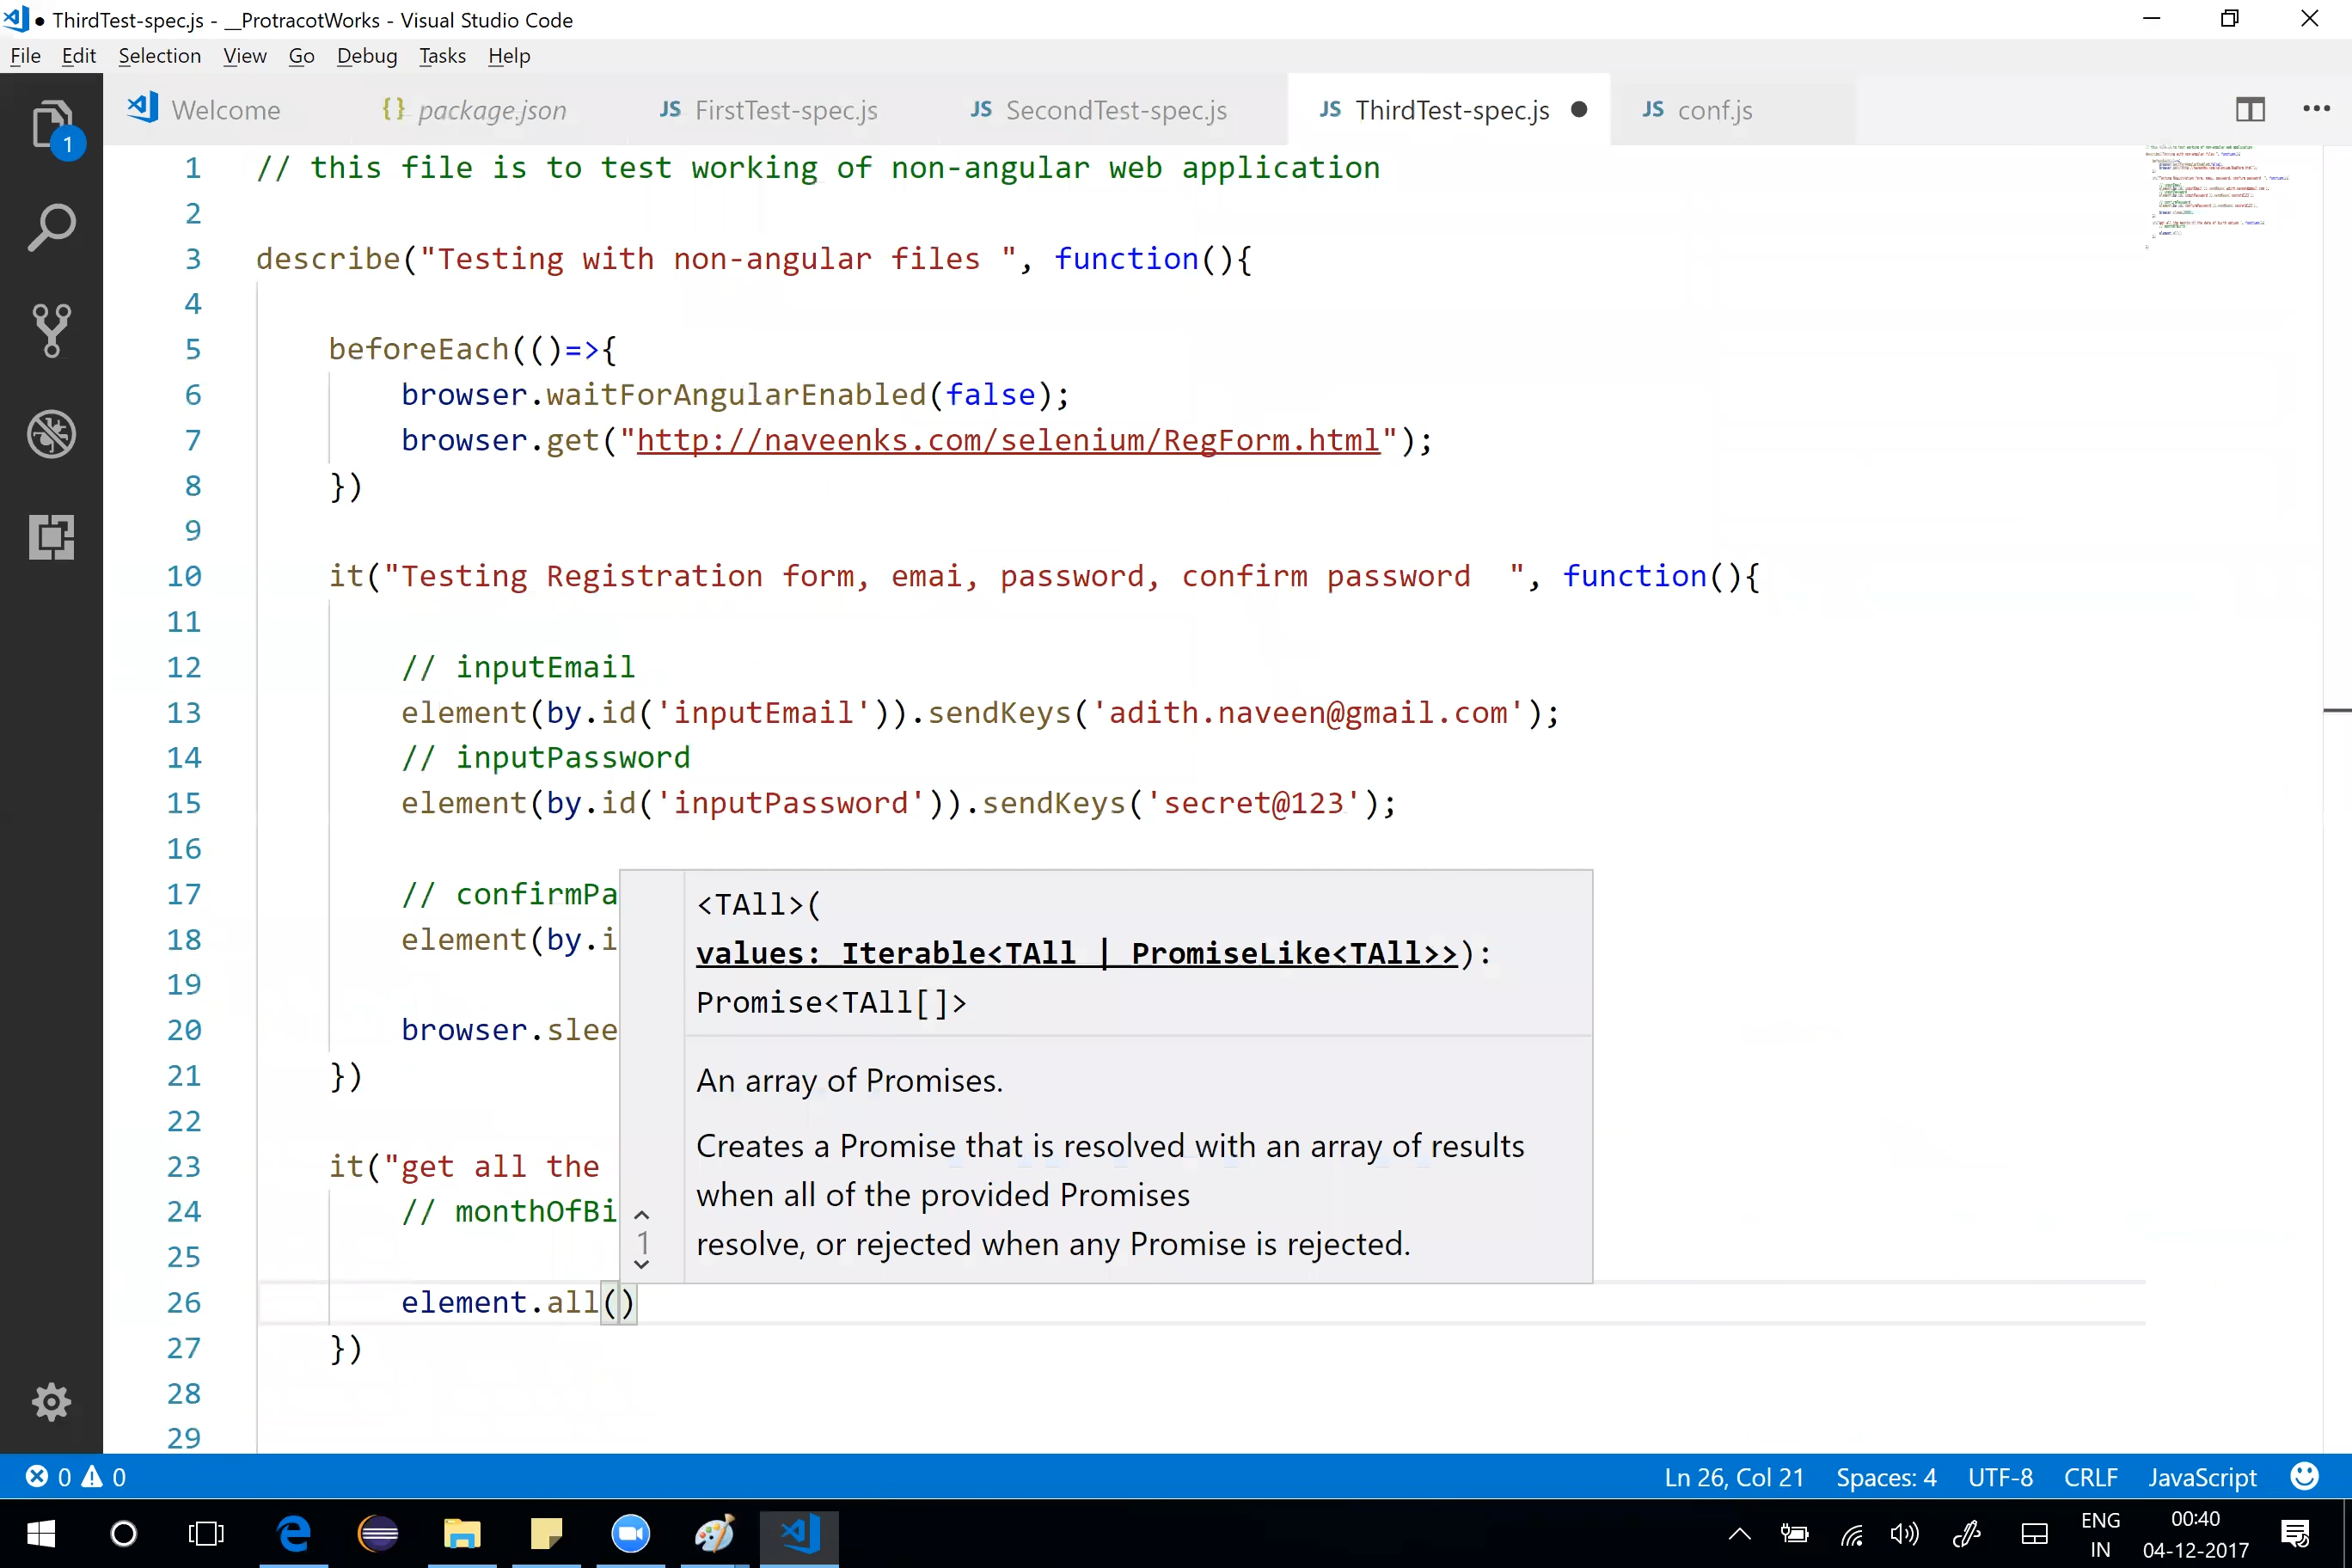 ● ThirdTest-spec.js - __ProtracotWorks - Visual Studio Code
File Edit Selection View Go Debug Tasks Help
1
Welcome
{} package.json
JS FirstTest-spec.js
JS SecondTest-spec.js
JS ThirdTest-spec.js ●
JS conf.js
1 // this file is to test working of non-angular web application
2
3 describe("Testing with non-angular files ", function(){
4
5 beforeEach(()=>{
6 browser.waitForAngularEnabled(false);
7 browser.get("http://naveenks.com/selenium/RegForm.html");
8 })
9
10 it("Testing Registration form, emai, password, confirm password  ", function(){
11
12 // inputEmail
13 element(by.id('inputEmail')).sendKeys('adith.naveen@gmail.com');
14 // inputPassword
15 element(by.id('inputPassword')).sendKeys('secret@123');
16
17 // confirmPa
18 element(by.i
19
20 browser.slee
21 })
22
23 it("get all the
24 // monthOfBi
25
26 element.all()
27 })
28
29
<TAll>(
values: Iterable<TAll | PromiseLike<TAll>>):
Promise<TAll[]>
An array of Promises.
Creates a Promise that is resolved with an array of results
when all of the provided Promises
resolve, or rejected when any Promise is rejected.
1
0 0
Ln 26, Col 21 Spaces: 4 UTF-8 CRLF JavaScript
ENG
IN
00:40
04-12-2017